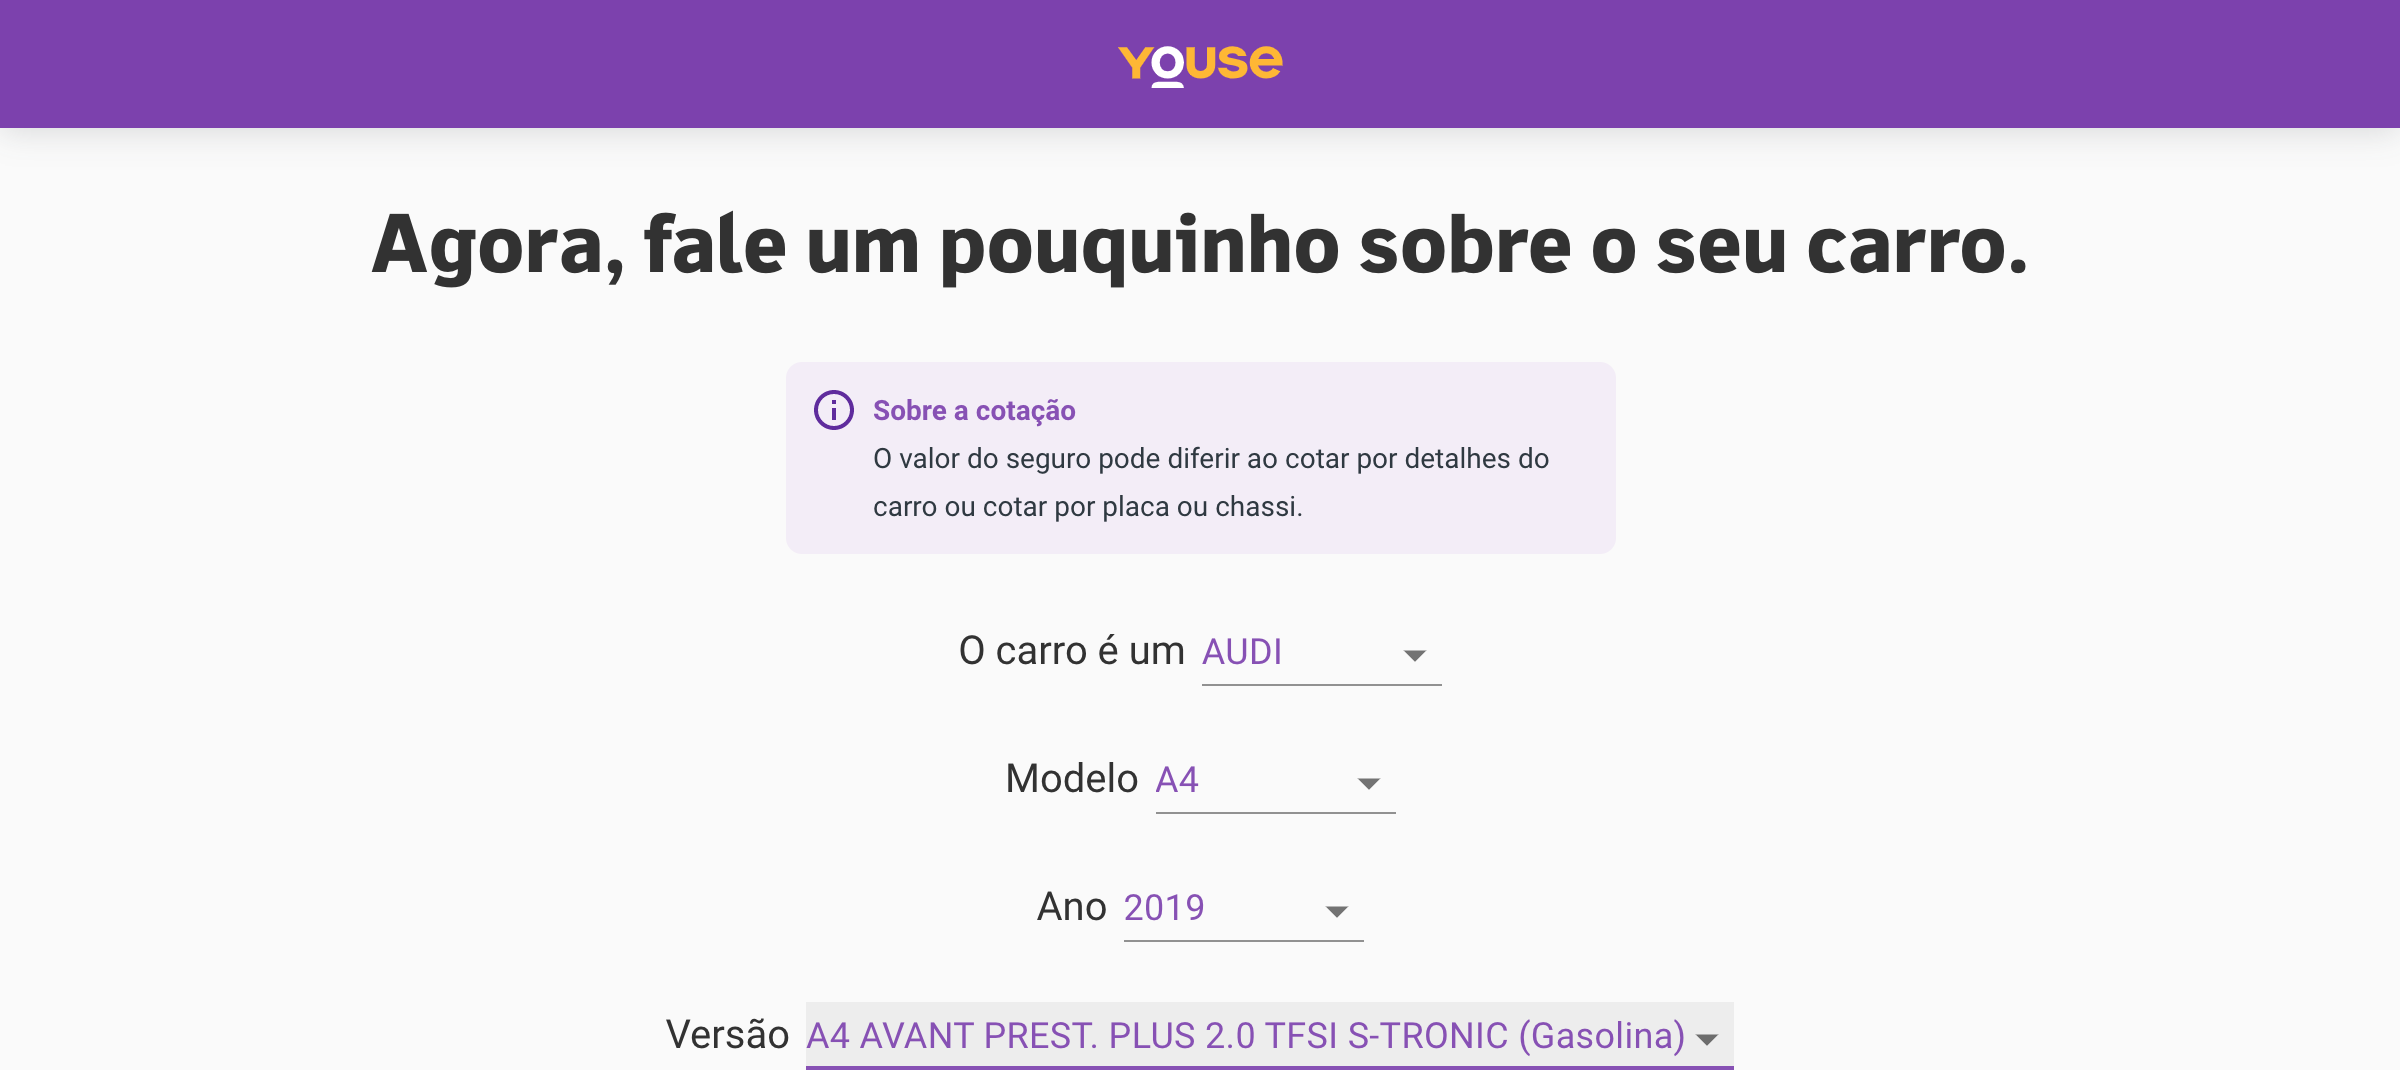 YOUSE
Agora, fale um pouquinho sobre o seu carro.
Sobre a cotação
O valor do seguro pode diferir ao cotar por detalhes do
carro ou cotar por placa ou chassi.
O carro é um AUDI
Modelo A4
Ano 2019
Versão A4 AVANT PREST. PLUS 2.0 TFSI S-TRONIC (Gasolina)